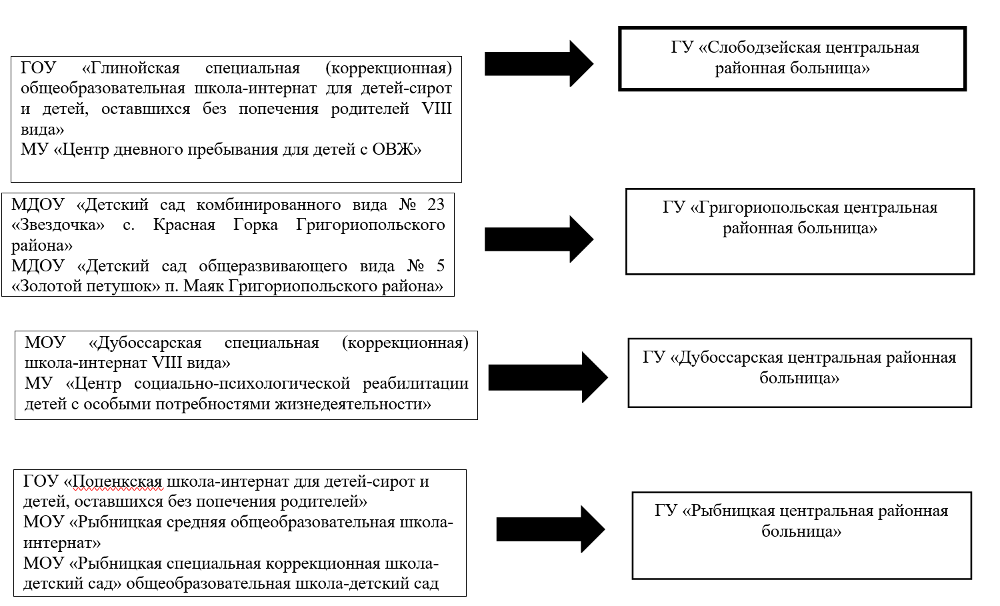 ГОУ «Глинойская специальная (коррекционная)
общеобразовательная школа-интернат для детей-сирот
и детей, оставшихся без попечения родителей VIII
вида»
МУ «Центр дневного пребывания для детей с ОВЖ»
ГУ «Слободзейская центральная
районная больница»
МДОУ «Детский сад комбинированного вида № 23
«Звездочка» с. Красная Горка Григориопольского
района»
МДОУ «Детский сад общеразвивающего вида № 5
«Золотой петушок» п. Маяк Григориопольского района»
ГУ «Григориопольская центральная
районная больница»
МОУ «Дубоссарская специальная (коррекционная)
школа-интернат VIII вида»
МУ «Центр социально-психологической реабилитации
детей с особыми потребностями жизнедеятельности»
ГУ «Дубоссарская центральная районная
больница»
ГОУ «Попенкская школа-интернат для детей-сирот и
детей, оставшихся без попечения родителей»
МОУ «Рыбницкая средняя общеобразовательная школа-
интернат»
МОУ «Рыбницкая специальная коррекционная школа-
детский сад» общеобразовательная школа-детский сад
ГУ «Рыбницкая центральная районная
больница»